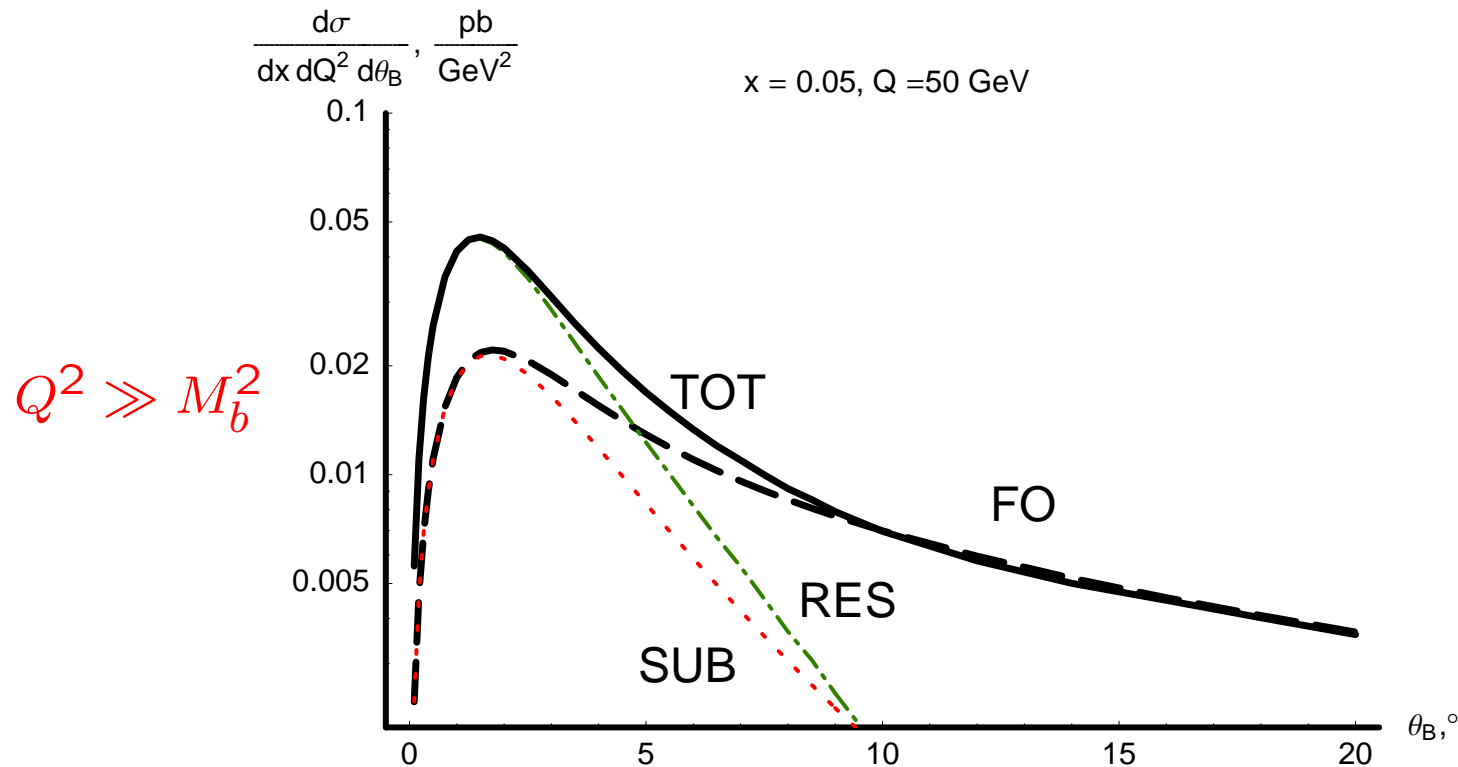 dσ
dx dQ² dθ_B , pb
GeV²
x = 0.05, Q =50 GeV
0.1
0.05
0.02
0.01
0.005
Q² ≫ M_b²
TOT
FO
RES
SUB
0 5 10 15 20
θ_B,°